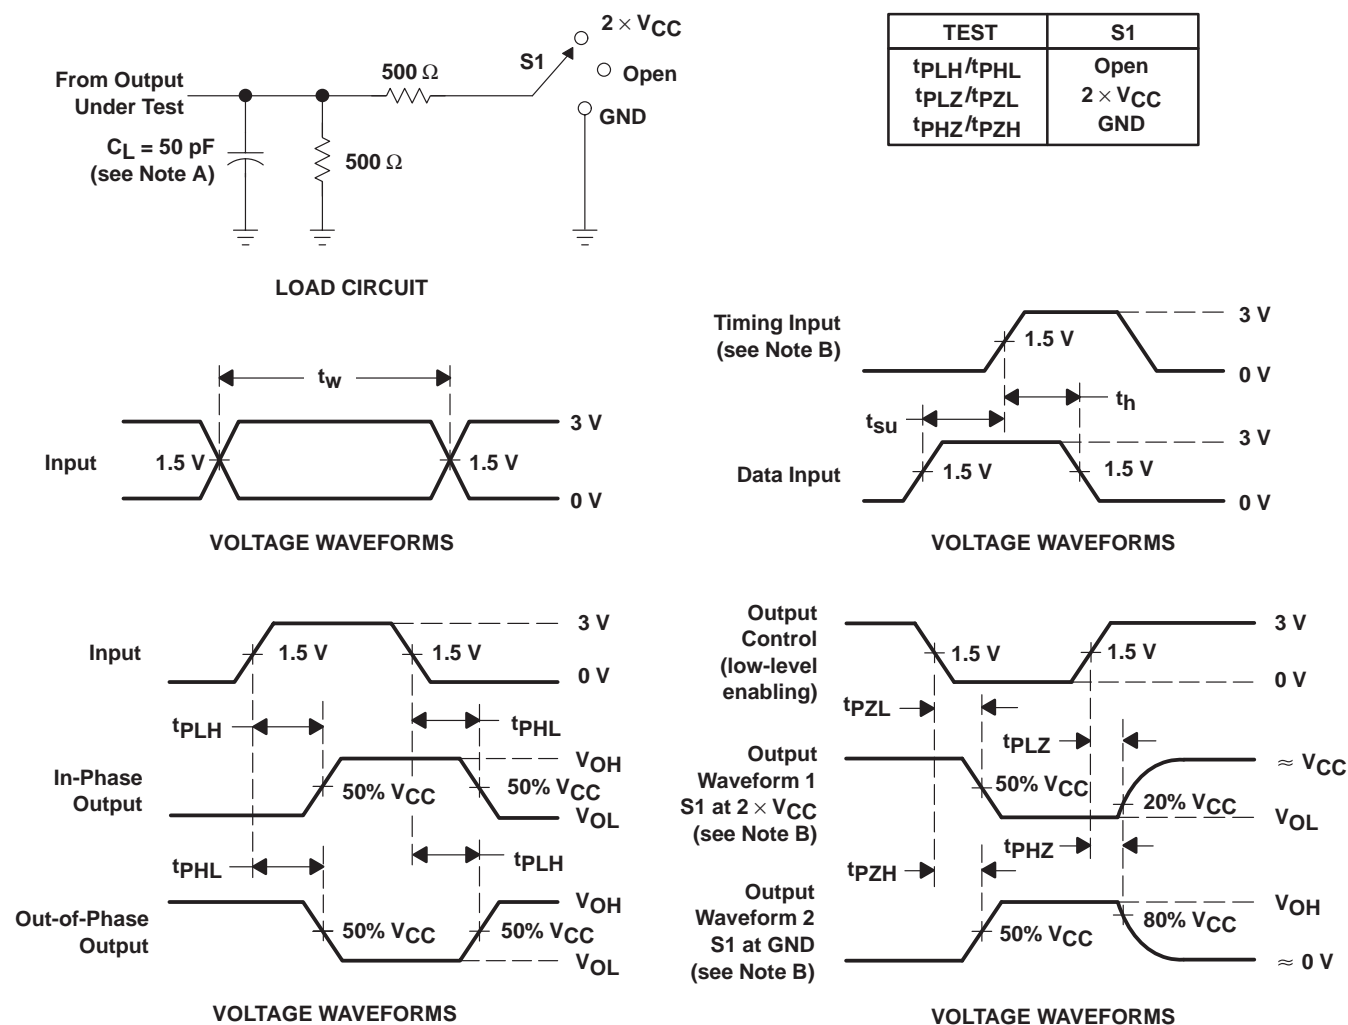 2 × VCC
S1
Open
GND
500 Ω
From Output
Under Test
CL = 50 pF
(see Note A)
500 Ω
LOAD CIRCUIT
TEST S1
tPLH/tPHL Open
tPLZ/tPZL 2 × VCC
tPHZ/tPZH GND
tw
3 V
Input 1.5 V 1.5 V
0 V
VOLTAGE WAVEFORMS
Timing Input
(see Note B)
3 V
1.5 V
0 V
th
tsu
3 V
Data Input 1.5 V 1.5 V
0 V
VOLTAGE WAVEFORMS
3 V
Input 1.5 V 1.5 V
0 V
tPLH tPHL
VOH
In-Phase
Output
50% VCC 50% VCC
VOL
tPHL tPLH
VOH
Out-of-Phase
Output
50% VCC 50% VCC
VOL
VOLTAGE WAVEFORMS
Output
Control
(low-level
enabling)
3 V
1.5 V 1.5 V
0 V
tPZL
tPLZ
Output
Waveform 1
S1 at 2 × VCC
(see Note B)
≈ VCC
50% VCC 20% VCC
VOL
tPHZ
tPZH
Output
Waveform 2
S1 at GND
(see Note B)
VOH
50% VCC 80% VCC
≈ 0 V
VOLTAGE WAVEFORMS